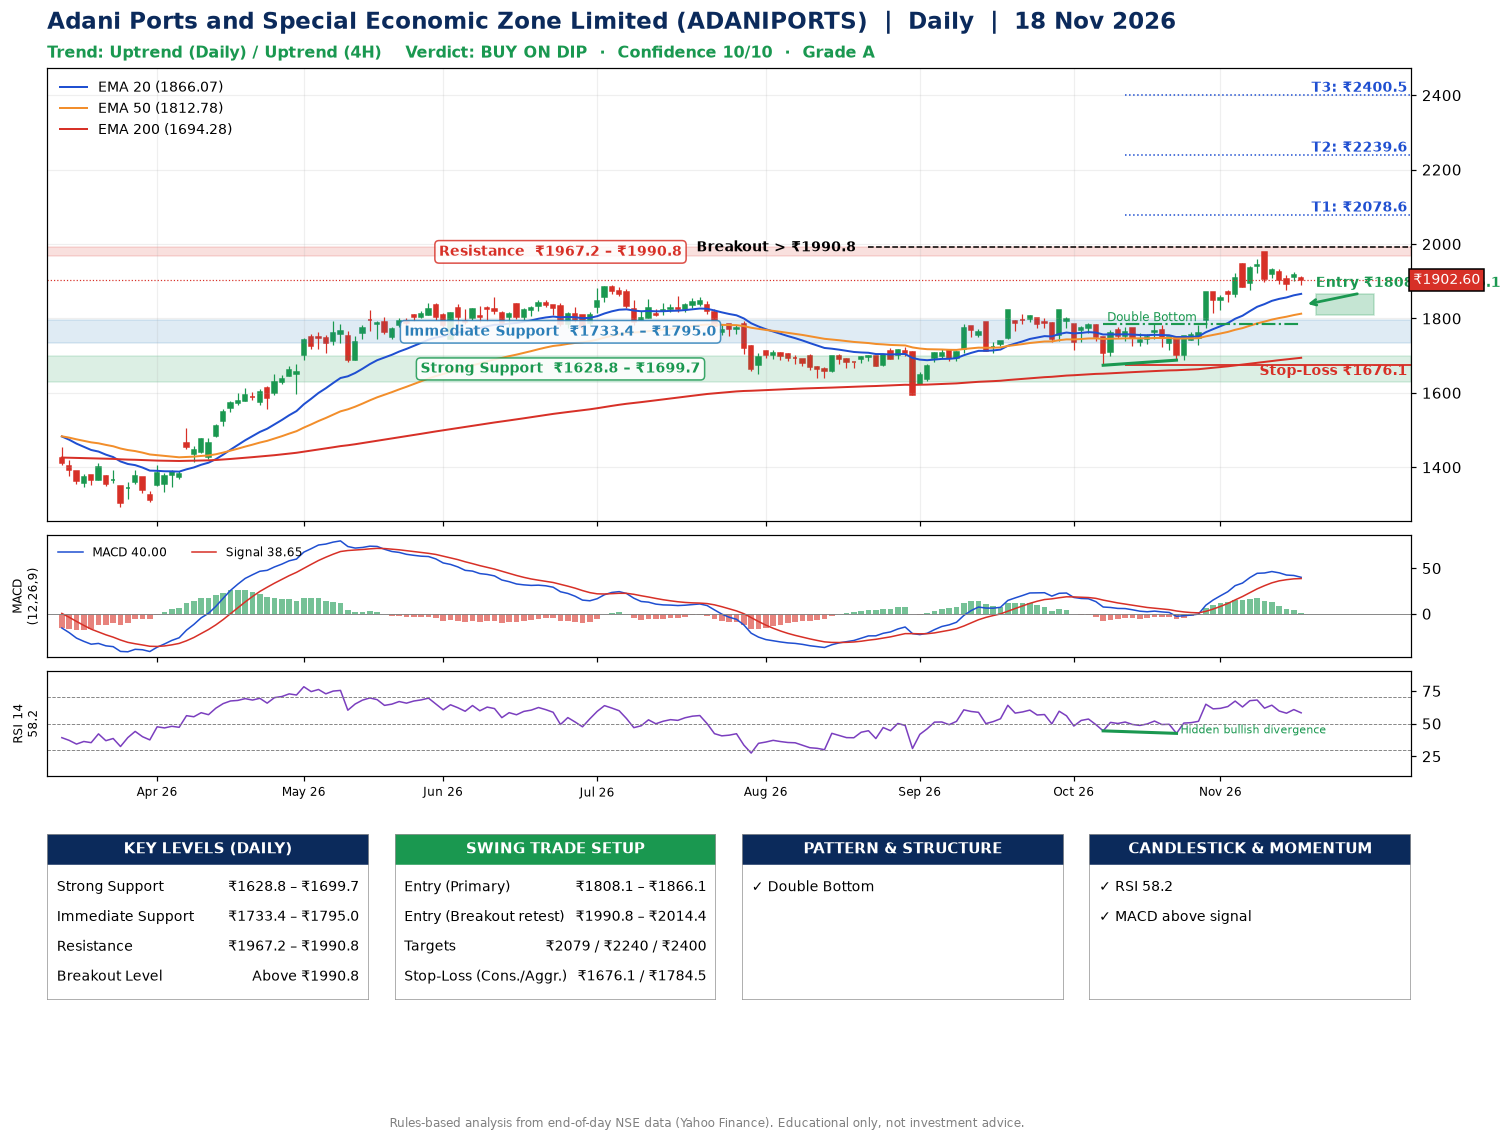 Adani Ports and Special Economic Zone Limited (ADANIPORTS)  |  Daily  |  18 Nov 2026
Trend: Uptrend (Daily) / Uptrend (4H)    Verdict: BUY ON DIP  ·  Confidence 10/10  ·  Grade A
EMA 20 (1866.07)
EMA 50 (1812.78)
EMA 200 (1694.28)
T3: ₹2400.5
T2: ₹2239.6
T1: ₹2078.6
Resistance  ₹1967.2 – ₹1990.8
Breakout > ₹1990.8
Entry ₹1808
.1
₹1902.60
Double Bottom
Immediate Support  ₹1733.4 – ₹1795.0
Strong Support  ₹1628.8 – ₹1699.7
Stop-Loss ₹1676.1
2400
2200
2000
1800
1600
1400
MACD 40.00
Signal 38.65
MACD
(12,26,9)
50
0
RSI 14
58.2
Hidden bullish divergence
75
50
25
Apr 26
May 26
Jun 26
Jul 26
Aug 26
Sep 26
Oct 26
Nov 26
KEY LEVELS (DAILY)
Strong Support ₹1628.8 – ₹1699.7
Immediate Support ₹1733.4 – ₹1795.0
Resistance ₹1967.2 – ₹1990.8
Breakout Level Above ₹1990.8
SWING TRADE SETUP
Entry (Primary) ₹1808.1 – ₹1866.1
Entry (Breakout retest) ₹1990.8 – ₹2014.4
Targets ₹2079 / ₹2240 / ₹2400
Stop-Loss (Cons./Aggr.) ₹1676.1 / ₹1784.5
PATTERN & STRUCTURE
✓ Double Bottom
CANDLESTICK & MOMENTUM
✓ RSI 58.2
✓ MACD above signal
Rules-based analysis from end-of-day NSE data (Yahoo Finance). Educational only, not investment advice.